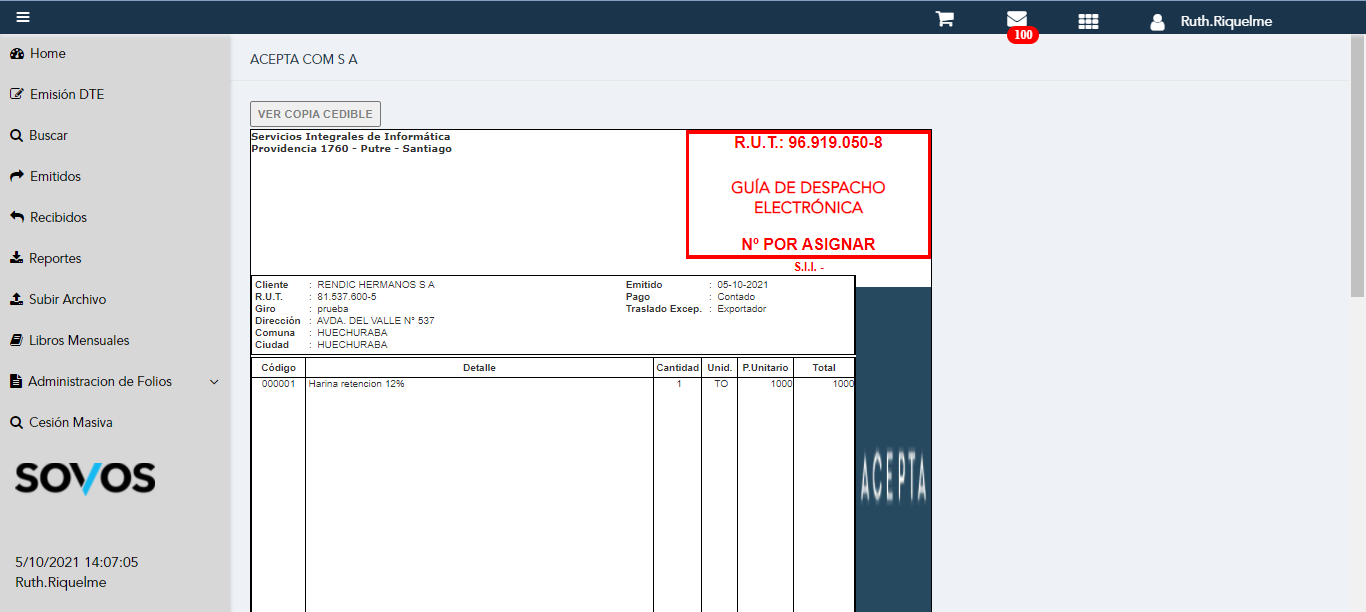 Ruth.Riquelme
100
Home
Emisión DTE
Buscar
Emitidos
Recibidos
Reportes
Subir Archivo
Libros Mensuales
Administracion de Folios
Cesión Masiva
SOVOS
5/10/2021 14:07:05
Ruth.Riquelme
ACEPTA COM S A
VER COPIA CEDIBLE
Servicios Integrales de Informática
Providencia 1760 - Putre - Santiago
R.U.T.: 96.919.050-8
GUÍA DE DESPACHO
ELECTRÓNICA
Nº POR ASIGNAR
S.I.I. -
Cliente : RENDIC HERMANOS S A Emitido : 05-10-2021
R.U.T. : 81.537.600-5 Pago : Contado
Giro : prueba Traslado Excep. : Exportador
Dirección : AVDA. DEL VALLE N° 537
Comuna : HUECHURABA
Ciudad : HUECHURABA
Código Detalle Cantidad Unid. P.Unitario Total
000001 Harina retencion 12% 1 TO 1000 1000
ACEPTA